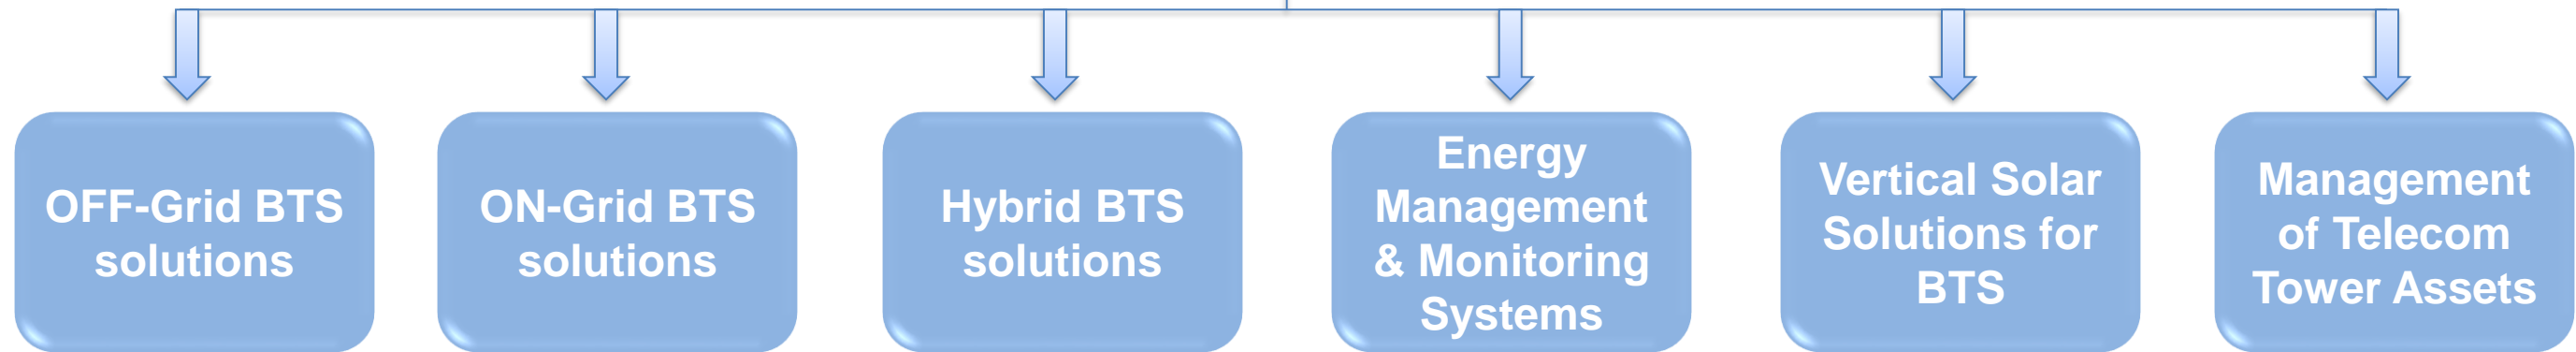 OFF-Grid BTS
solutions
ON-Grid BTS
solutions
Hybrid BTS
solutions
Energy
Management
& Monitoring
Systems
Vertical Solar
Solutions for
BTS
Management
of Telecom
Tower Assets